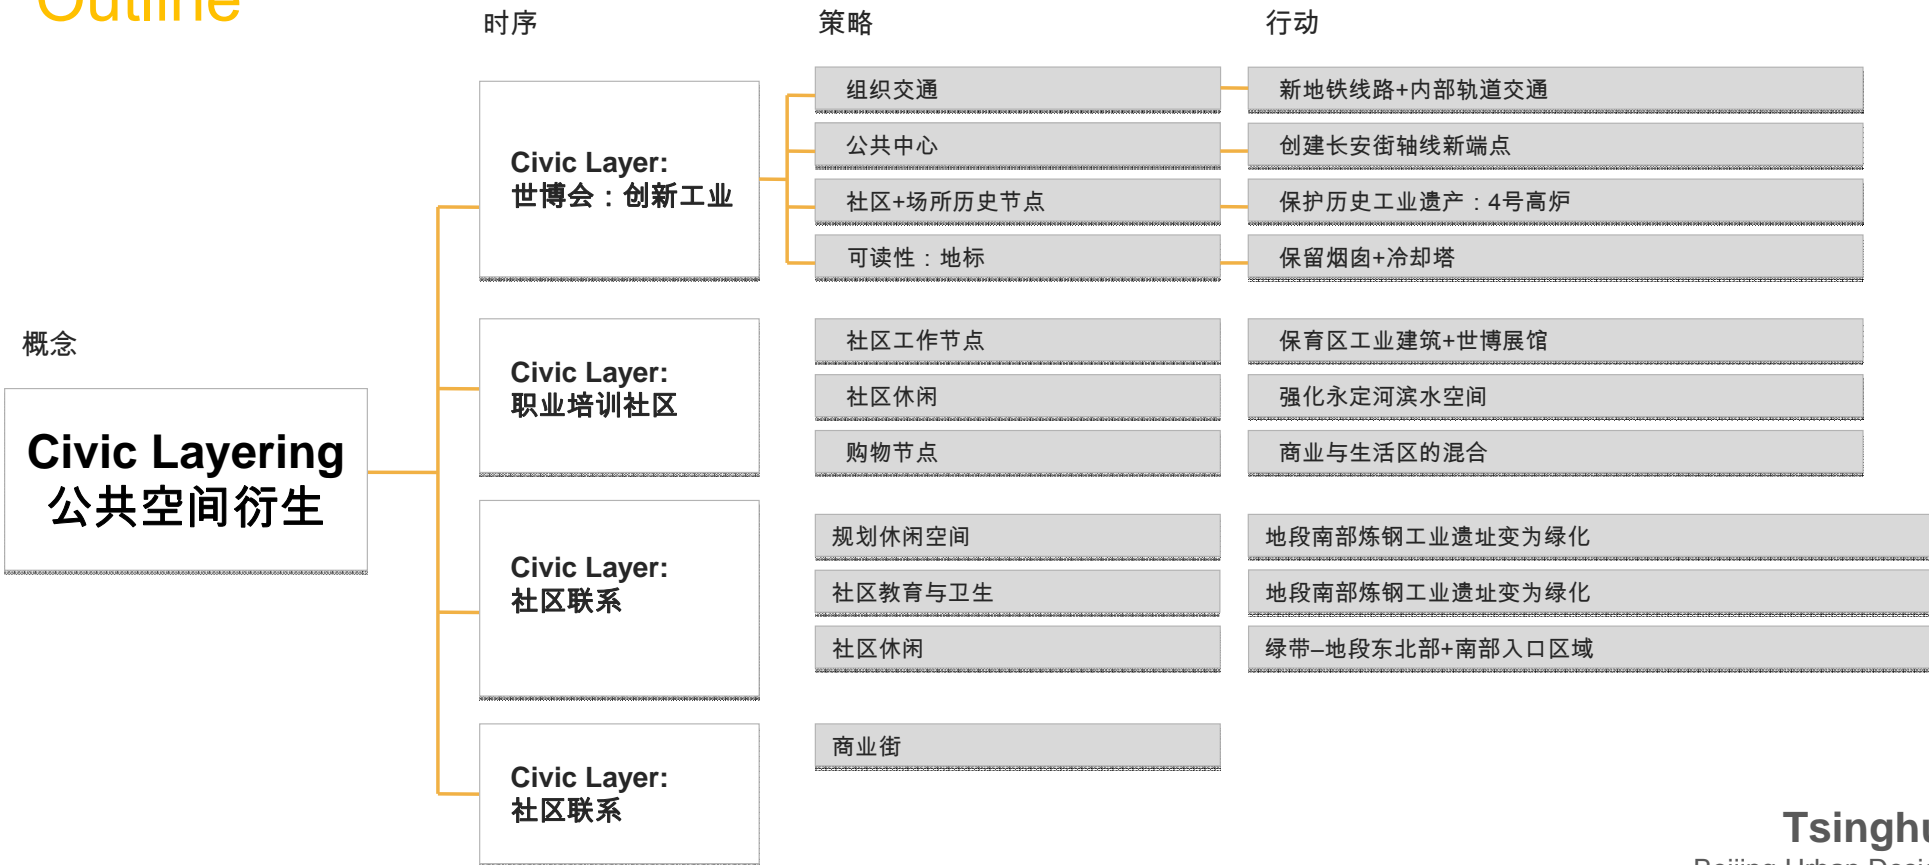 Outline
时序
策略
行动
概念
Civic Layering
公共空间衍生
Civic Layer:
世博会：创新工业
组织交通
新地铁线路+内部轨道交通
公共中心
创建长安街轴线新端点
社区+场所历史节点
保护历史工业遗产：4号高炉
可读性：地标
保留烟囱+冷却塔
Civic Layer:
职业培训社区
社区工作节点
保育区工业建筑+世博展馆
社区休闲
强化永定河滨水空间
购物节点
商业与生活区的混合
Civic Layer:
社区联系
规划休闲空间
地段南部炼钢工业遗址变为绿化
社区教育与卫生
地段南部炼钢工业遗址变为绿化
社区休闲
绿带–地段东北部+南部入口区域
Civic Layer:
社区联系
商业街
Tsinghu
Beijing Urban Desi